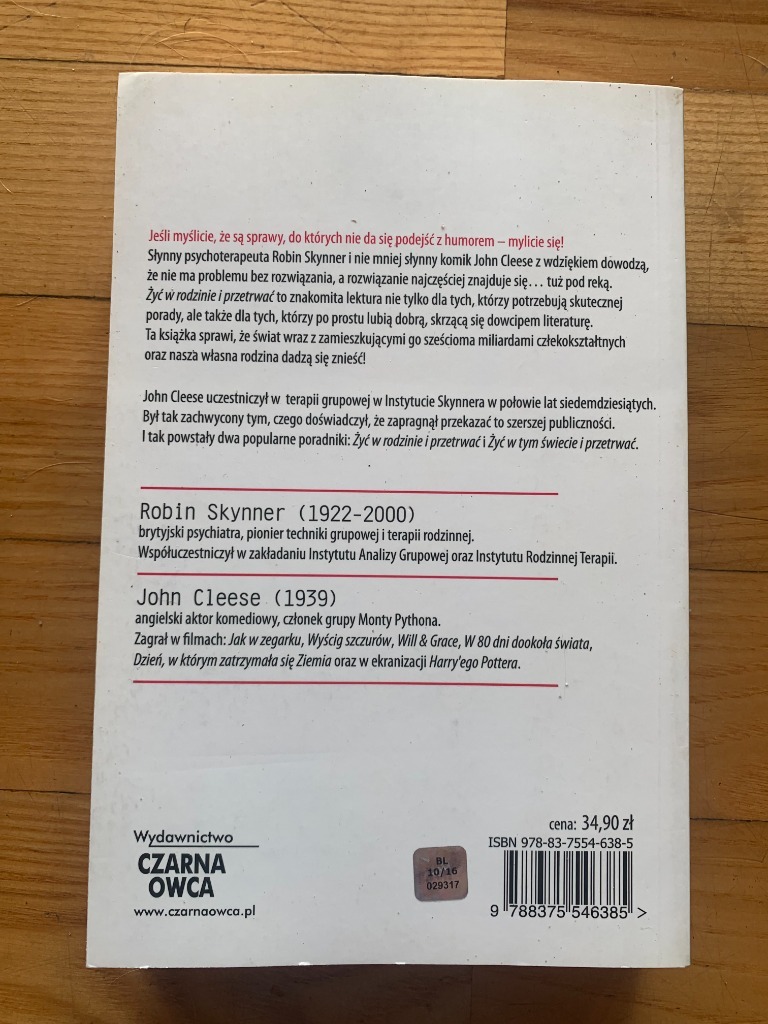 Jeśli myślicie, że są sprawy, do których nie da się podejść z humorem – mylicie się!
Słynny psychoterapeuta Robin Skynner i nie mniej słynny komik John Cleese z wdziękiem dowodzą,
że nie ma problemu bez rozwiązania, a rozwiązanie najczęściej znajduje się... tuż pod ręką.
Żyć w rodzinie i przetrwać to znakomita lektura nie tylko dla tych, którzy potrzebują skutecznej
porady, ale także dla tych, którzy po prostu lubią dobrą, skrzącą się dowcipem literaturę.
Ta książka sprawi, że świat wraz z zamieszkującymi go sześcioma miliardami człekokształtnych
oraz nasza własna rodzina dadzą się znieść!
John Cleese uczestniczył w terapii grupowej w Instytucie Skynnera w połowie lat siedemdziesiątych.
Był tak zachwycony tym, czego doświadczył, że zapragnął przekazać to szerszej publiczności.
I tak powstały dwa popularne poradniki: Żyć w rodzinie i przetrwać i Żyć w tym świecie i przetrwać.
Robin Skynner (1922-2000)
brytyjski psychiatra, pionier techniki grupowej i terapii rodzinnej.
Współuczestniczył w zakładaniu Instytutu Analizy Grupowej oraz Instytutu Rodzinnej Terapii.
John Cleese (1939)
angielski aktor komediowy, członek grupy Monty Pythona.
Zagrał w filmach: Jak w zegarku, Wyścig szczurów, Will & Grace, W 80 dni dookoła świata,
Dzień, w którym zatrzymała się Ziemia oraz w ekranizacji Harry'ego Pottera.
Wydawnictwo
CZARNA
OWCA
www.czarnaowca.pl
BL
10/16
029317
cena: 34,90 zł
ISBN 978-83-7554-638-5
9 788375 546385 >